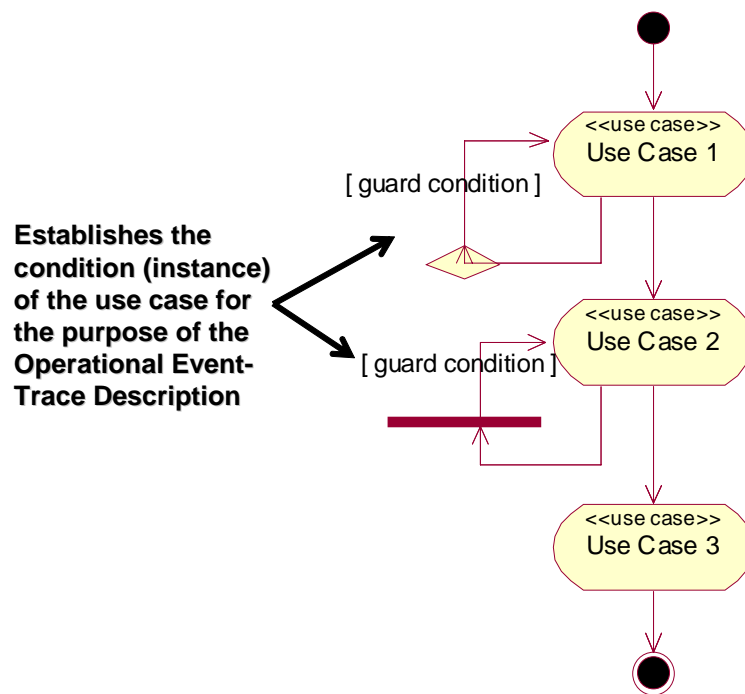 <<use case>>
Use Case 1
[ guard condition ]
Establishes the
condition (instance)
of the use case for
the purpose of the
Operational Event-
Trace Description
<<use case>>
Use Case 2
[ guard condition ]
<<use case>>
Use Case 3